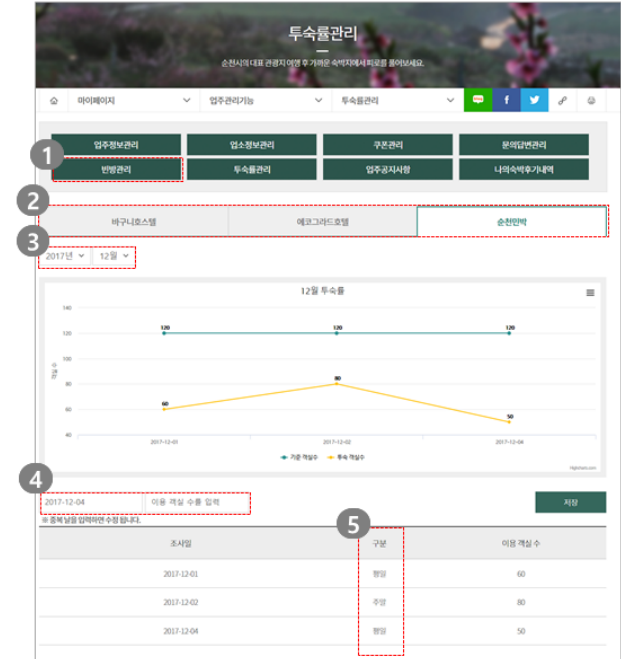 투숙률관리
순천시의 대표 관광지 여행 후 가까운 숙박지에서 피로를 풀어보세요.
마이페이지 업주관리기능 투숙률관리
업주정보관리 업소정보관리 쿠폰관리 문의답변관리
1
빈방관리 투숙률관리 업주공지사항 나의숙박후기내역
2
바구니호스텔 에코그라드호텔 순천민박
3
2017년 12월
12월 투숙률
140
120 120 120 120
100
객실 수
80 80
60 60
50
40
2017-12-01 2017-12-02 2017-12-04
기준 객실수 투숙 객실수
Highcharts.com
4
2017-12-04 이용 객실 수를 입력 저장
※ 중복 날을 입력하면 수정 됩니다.
5
조사일 구분 이용 객실 수
2017-12-01 평일 60
2017-12-02 주말 80
2017-12-04 평일 50